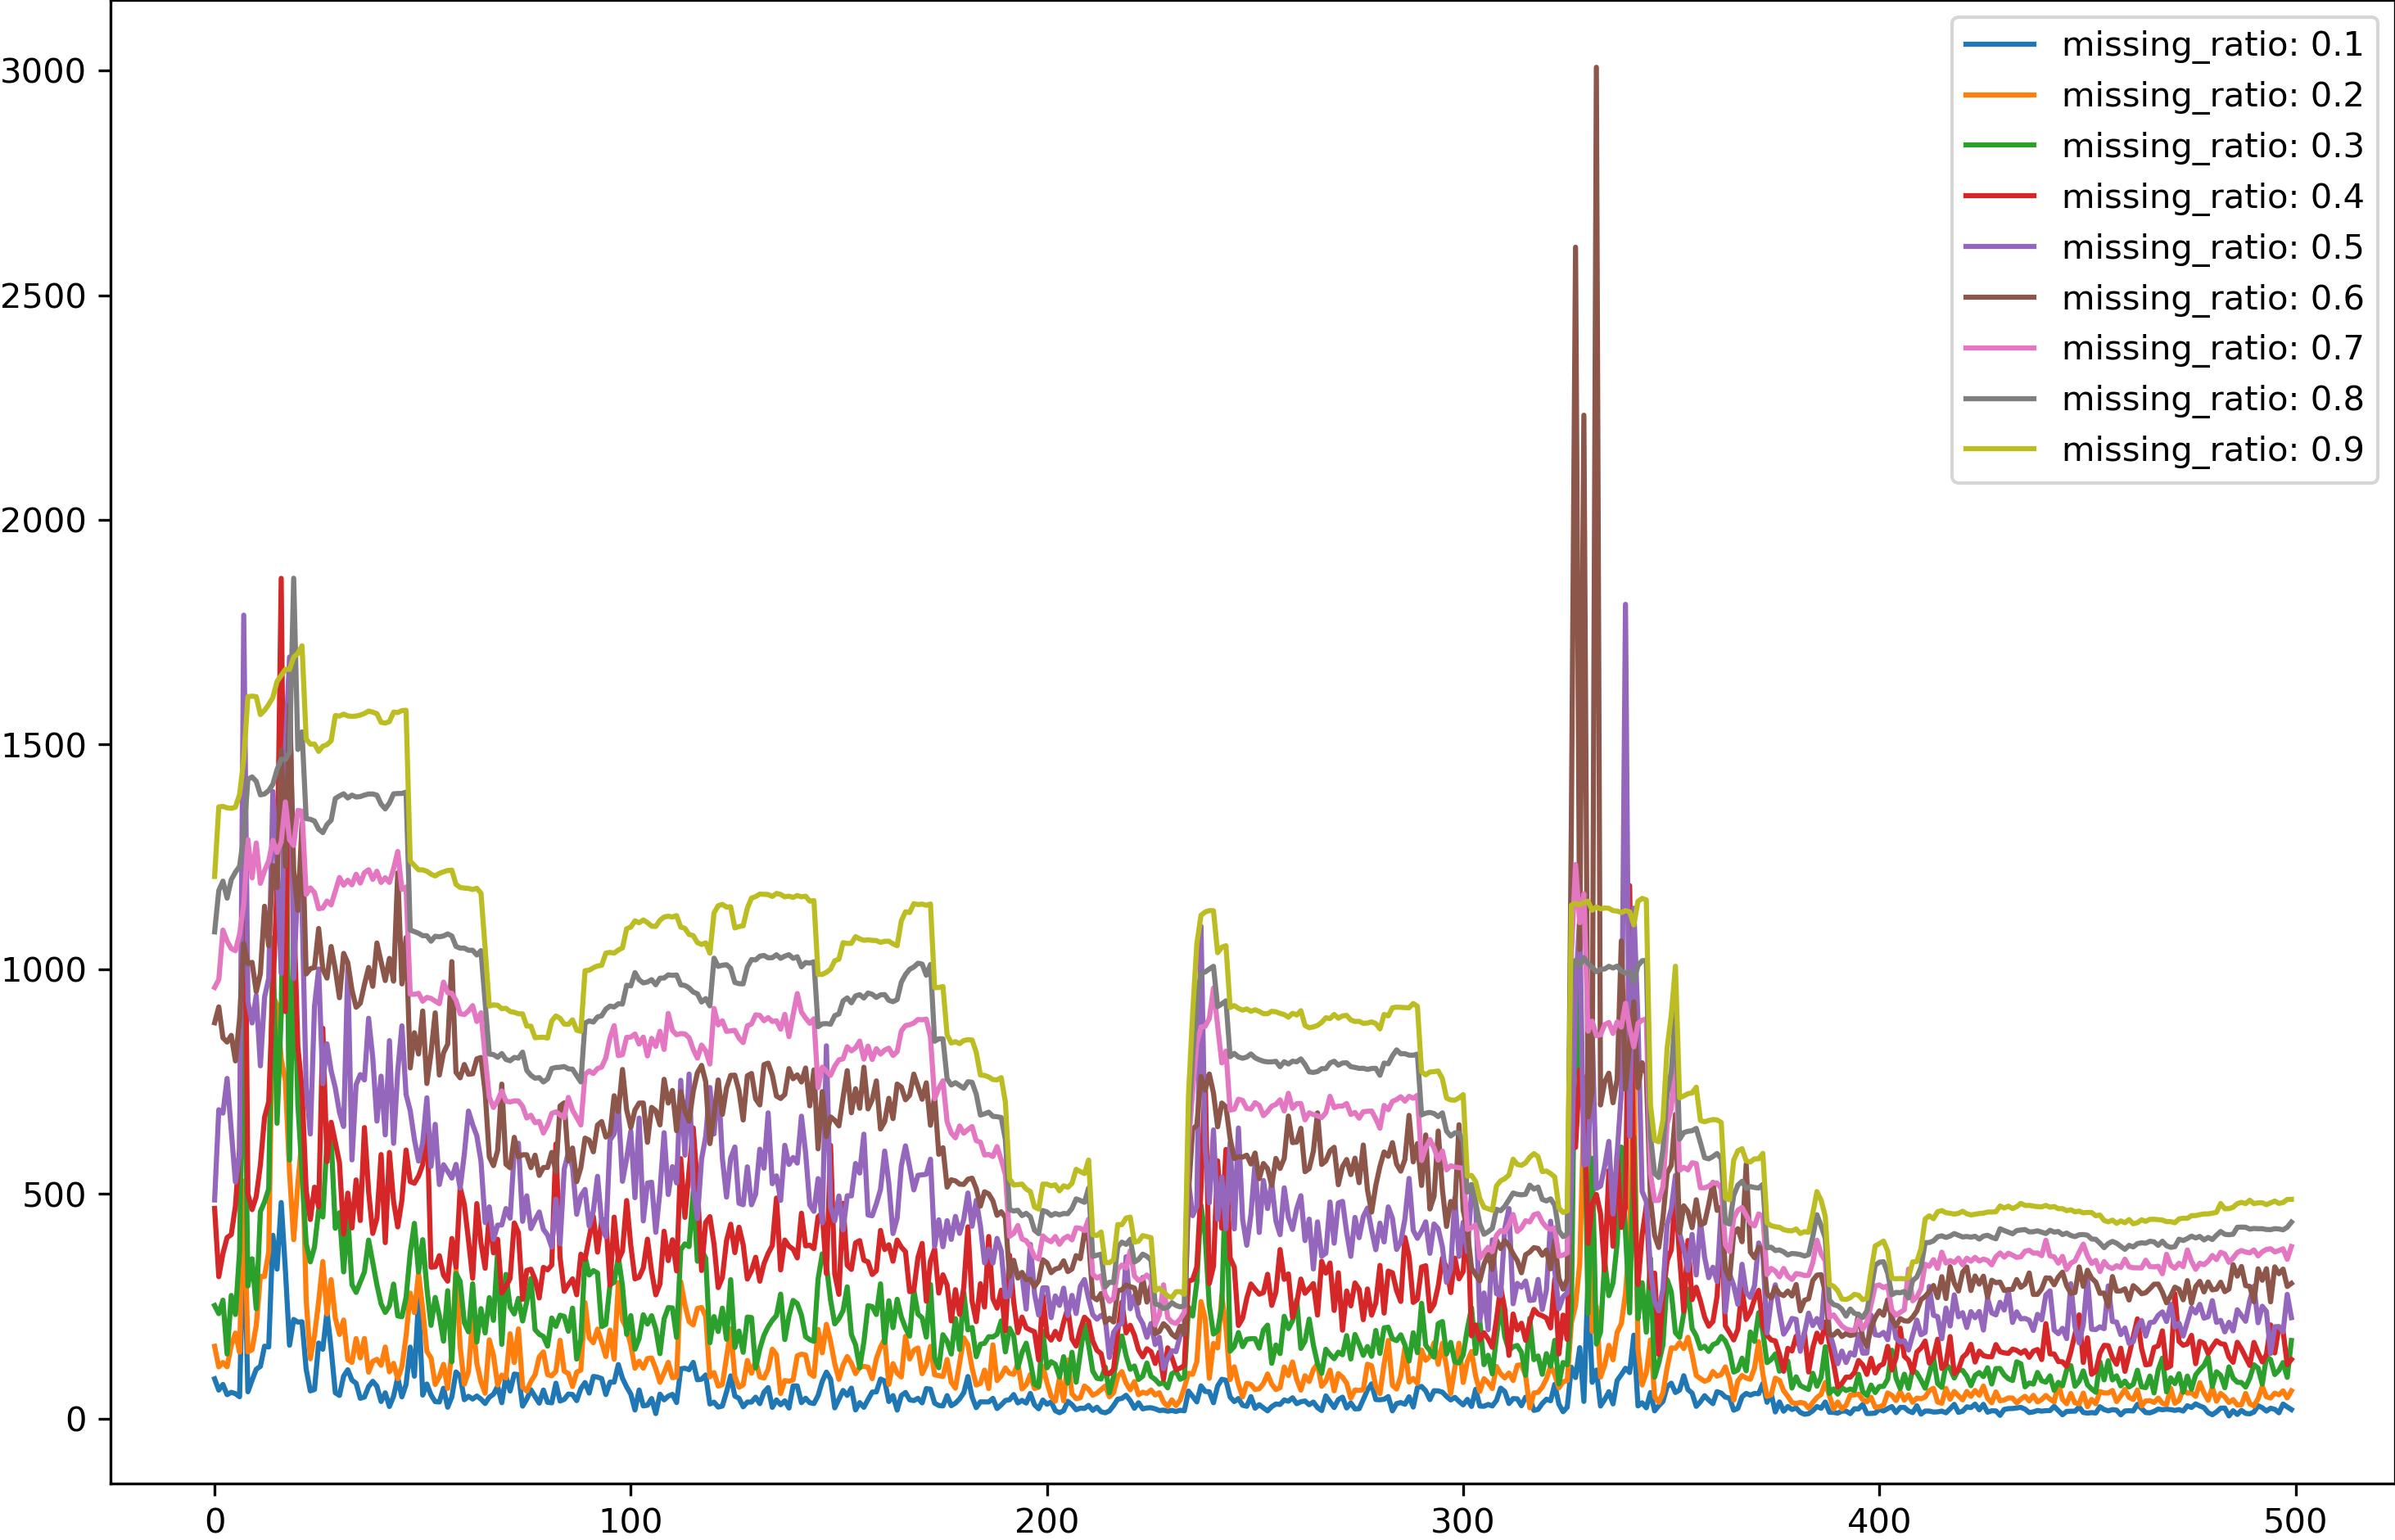 3000
2500
2000
1500
1000
500
0
0 100 200 300 400 500
missing_ratio: 0.1
missing_ratio: 0.2
missing_ratio: 0.3
missing_ratio: 0.4
missing_ratio: 0.5
missing_ratio: 0.6
missing_ratio: 0.7
missing_ratio: 0.8
missing_ratio: 0.9